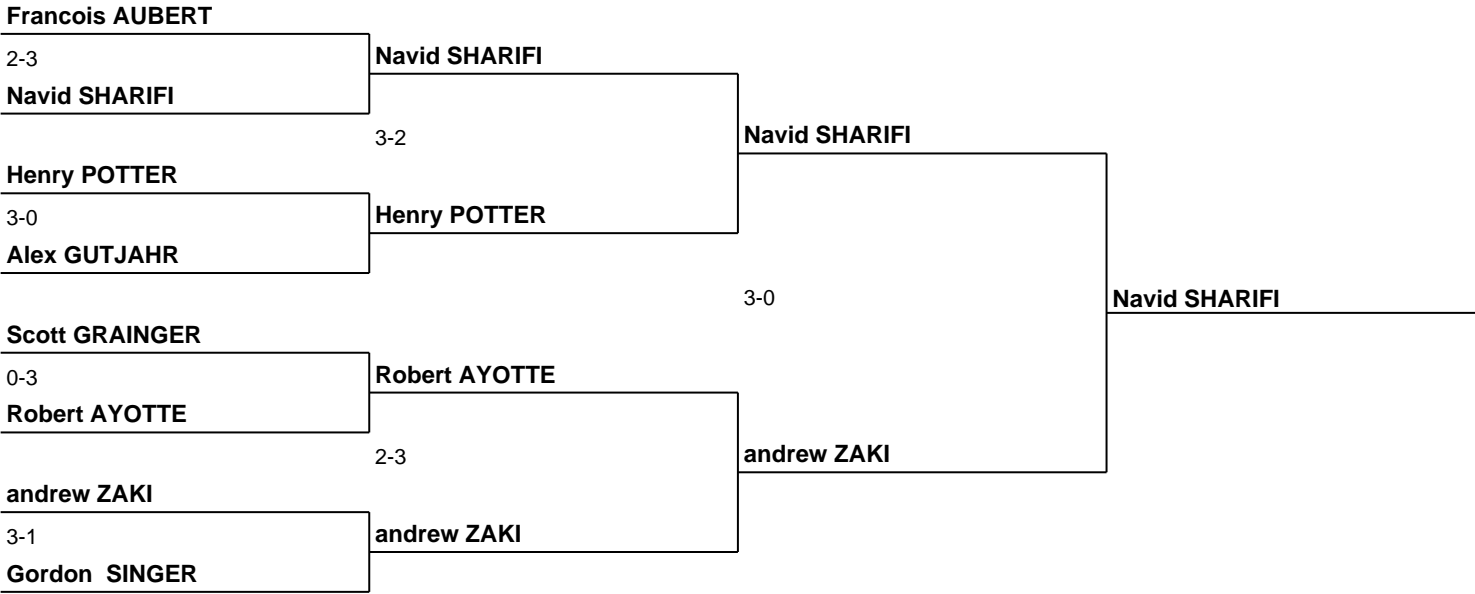 Francois AUBERT
2-3
Navid SHARIFI
Navid SHARIFI
3-2
Navid SHARIFI
Henry POTTER
3-0
Henry POTTER
Alex GUTJAHR
3-0
Navid SHARIFI
Scott GRAINGER
0-3
Robert AYOTTE
Robert AYOTTE
2-3
andrew ZAKI
andrew ZAKI
3-1
andrew ZAKI
Gordon  SINGER